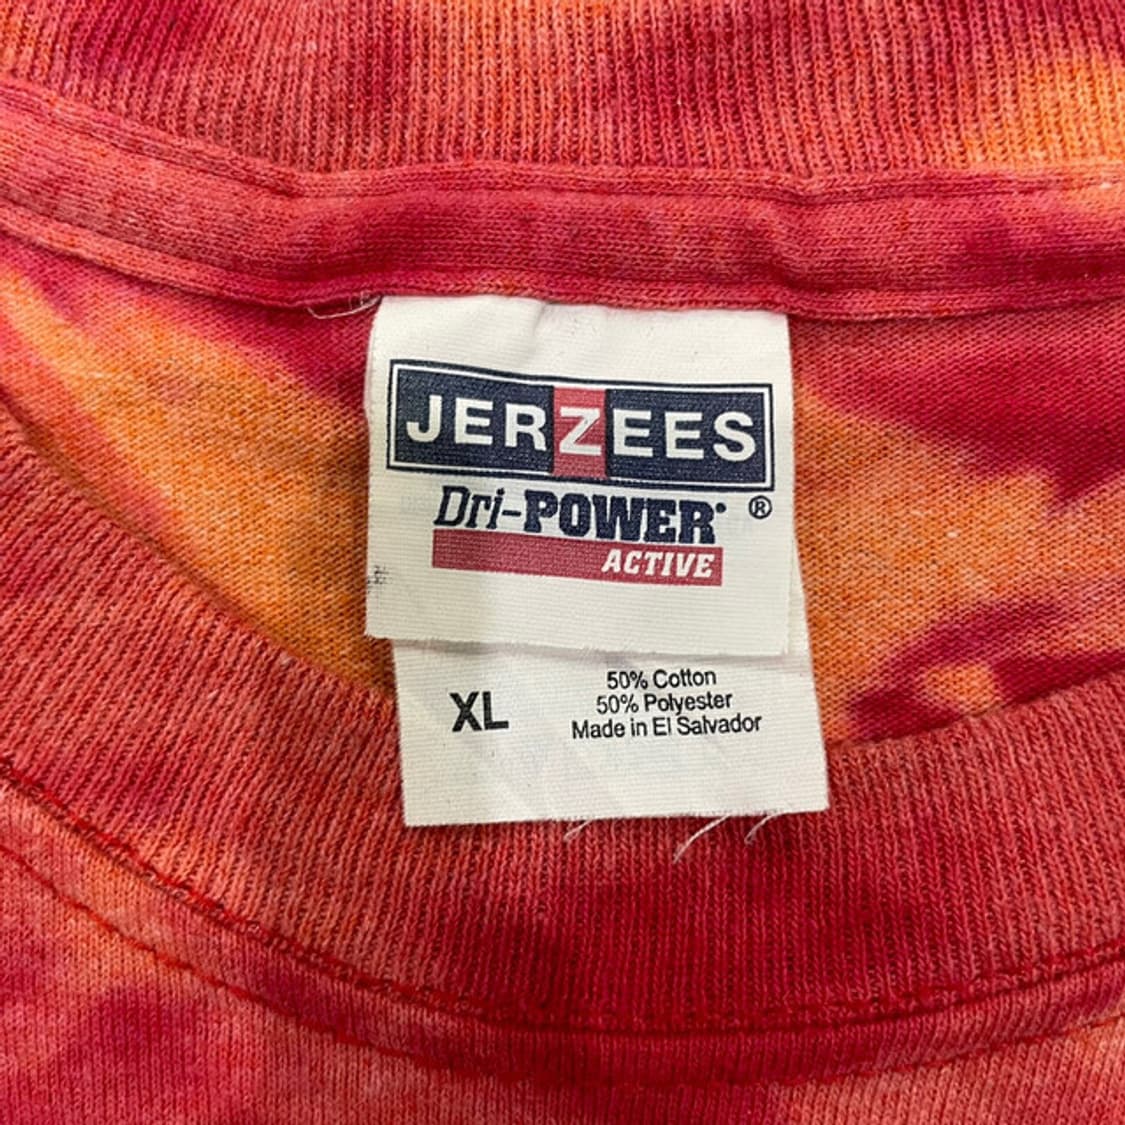 JERZEES
Dri-POWER ®
ACTIVE
XL
50% Cotton
50% Polyester
Made in El Salvador